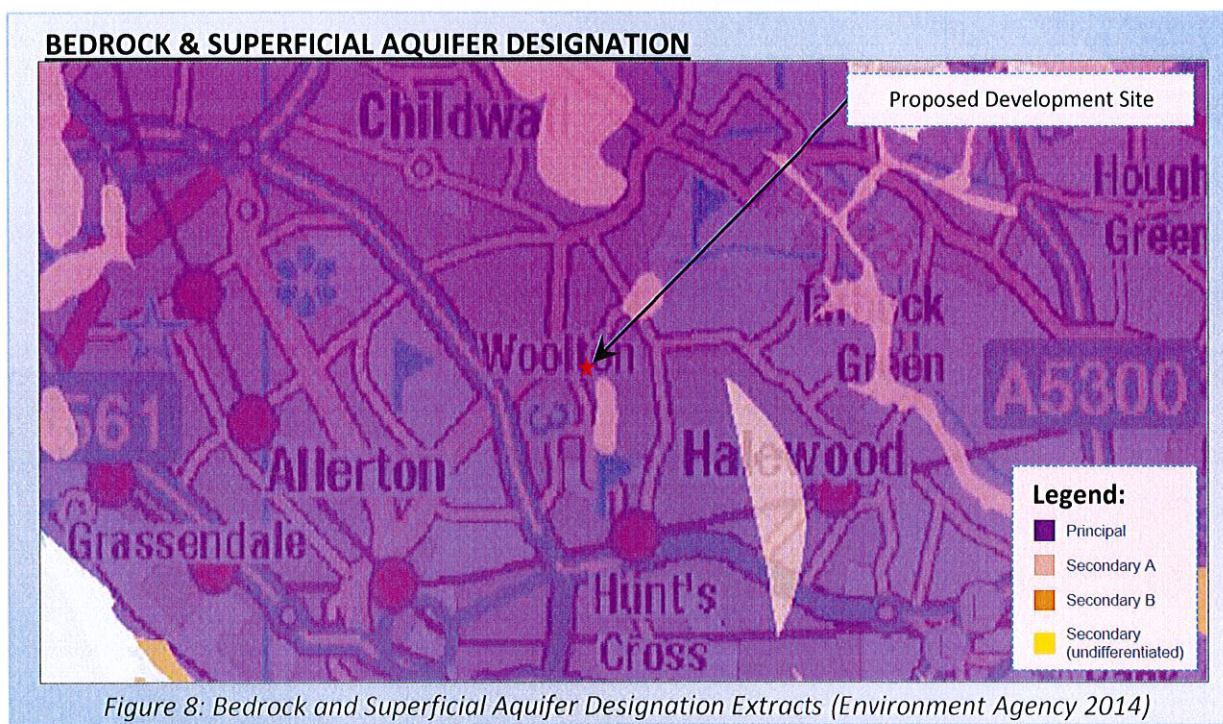 BEDROCK & SUPERFICIAL AQUIFER DESIGNATION
Proposed Development Site
Childwal
Hough
Green
Woolton
Green
A5300
561
Allerton
Halewood
Grassendale
Hunt's
Cross
Legend:
Principal
Secondary A
Secondary B
Secondary
(undifferentiated)
Figure 8: Bedrock and Superficial Aquifer Designation Extracts (Environment Agency 2014)